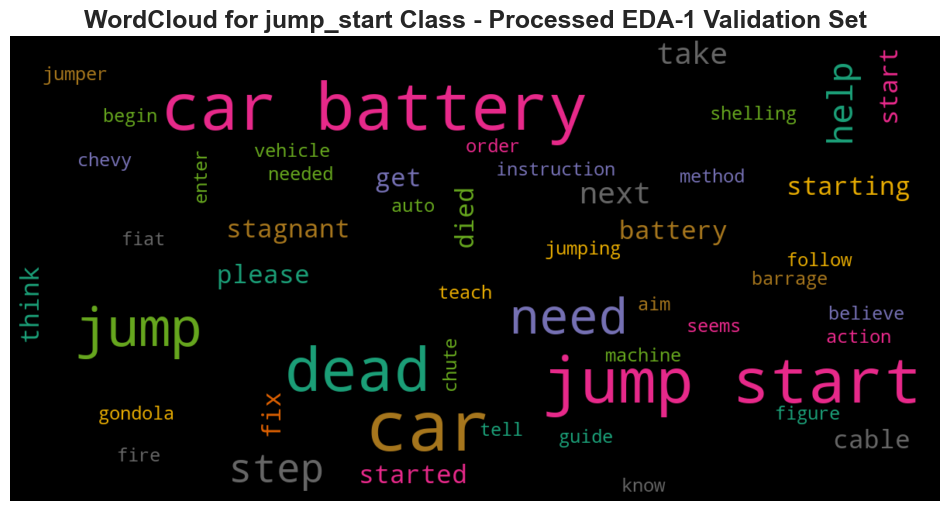 WordCloud for jump_start Class - Processed EDA-1 Validation Set
take
start
jumper
help
car battery
begin
shelling
order
vehicle
chevy
enter
needed
instruction
method
get
next
starting
auto
died
stagnant
battery
fiat
jumping
follow
please
barrage
think
teach
aim
need
believe
jump
seems
action
chute
machine
dead
jump start
gondola
fix
car
figure
tell
guide
cable
fire
step
started
know